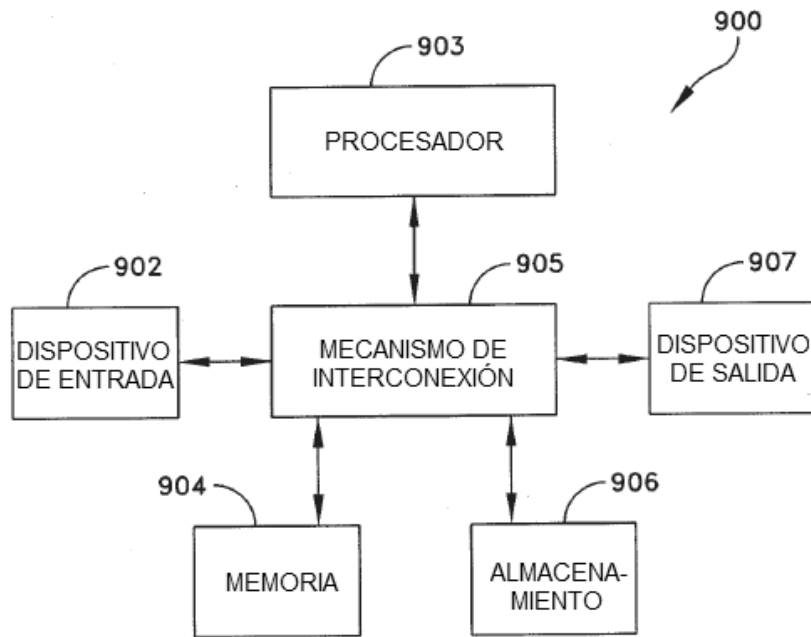 900
903
PROCESADOR
902
905
907
DISPOSITIVO
DE ENTRADA
MECANISMO DE
INTERCONEXIÓN
DISPOSITIVO
DE SALIDA
904
906
MEMORIA
ALMACENA-
MIENTO